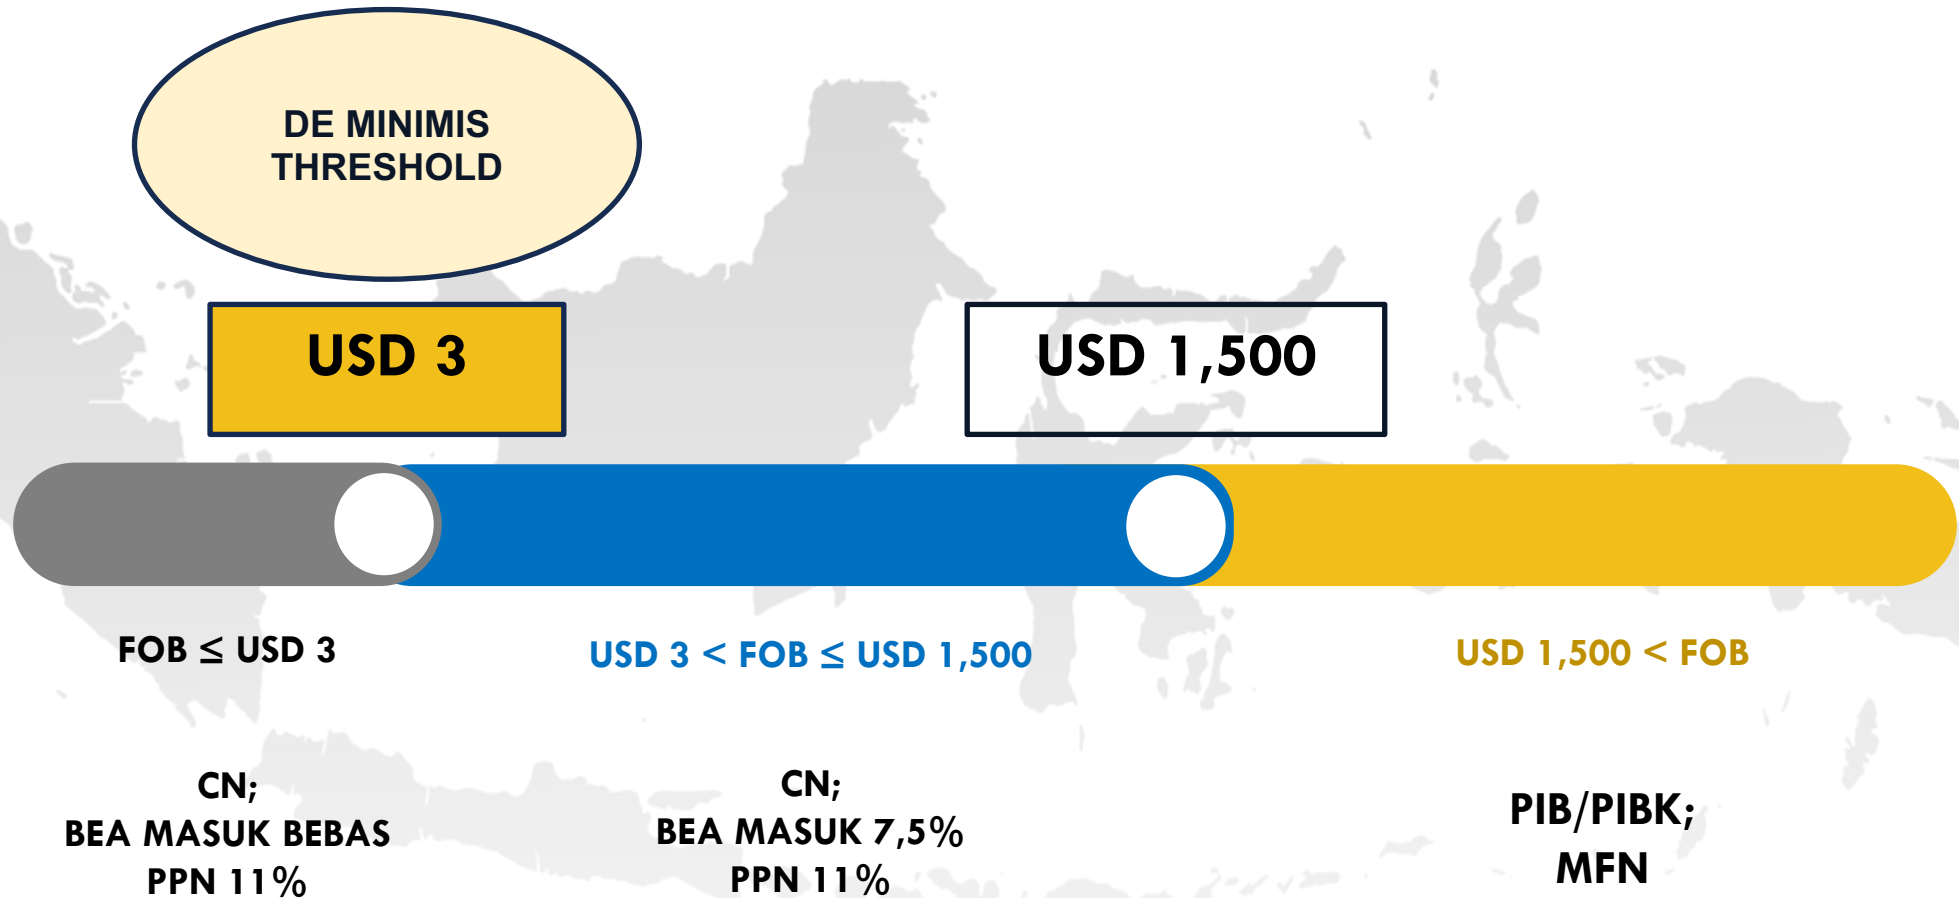 DE MINIMIS
THRESHOLD
USD 3
USD 1,500
FOB ≤ USD 3
USD 3 < FOB ≤ USD 1,500
USD 1,500 < FOB
CN;
BEA MASUK BEBAS
PPN 11%
CN;
BEA MASUK 7,5%
PPN 11%
PIB/PIBK;
MFN